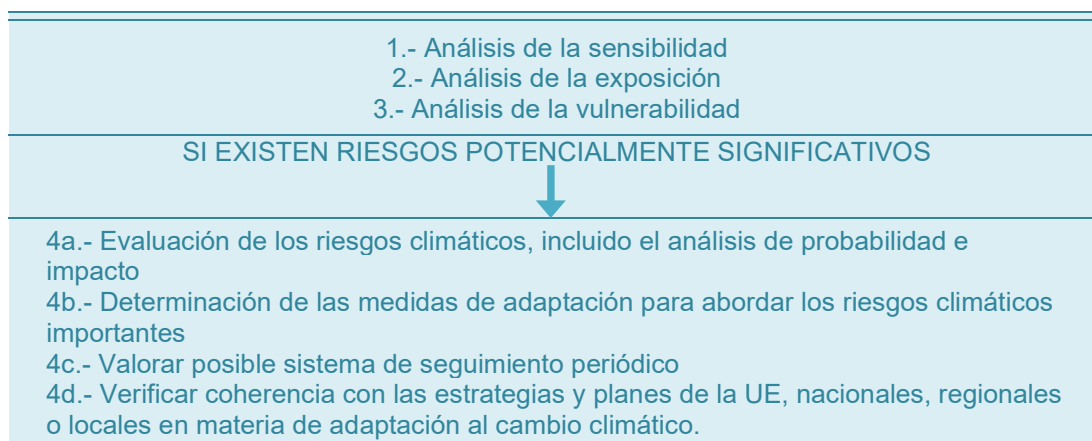 1.- Análisis de la sensibilidad
2.- Análisis de la exposición
3.- Análisis de la vulnerabilidad
SI EXISTEN RIESGOS POTENCIALMENTE SIGNIFICATIVOS
4a.- Evaluación de los riesgos climáticos, incluido el análisis de probabilidad e
impacto
4b.- Determinación de las medidas de adaptación para abordar los riesgos climáticos
importantes
4c.- Valorar posible sistema de seguimiento periódico
4d.- Verificar coherencia con las estrategias y planes de la UE, nacionales, regionales
o locales en materia de adaptación al cambio climático.